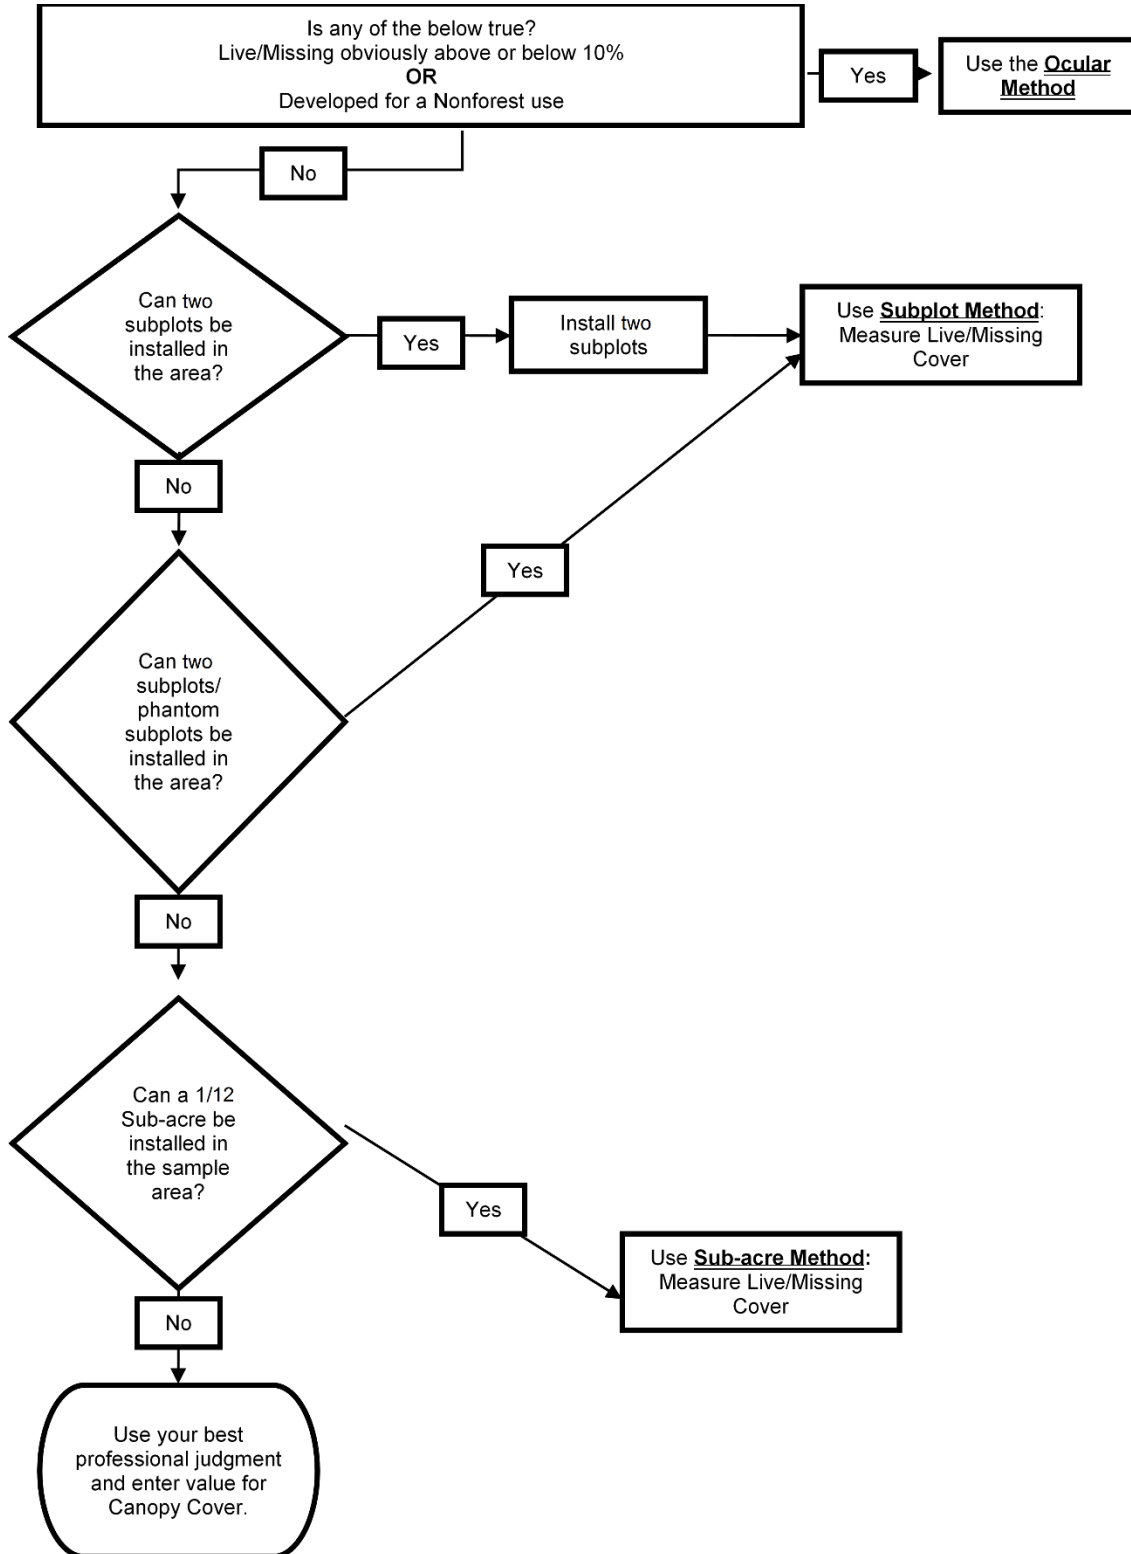 Is any of the below true?
Live/Missing obviously above or below 10%
OR
Developed for a Nonforest use
Yes
Use the Ocular
Method
No
Can two
subplots be
installed in
the area?
Yes
Install two
subplots
Use Subplot Method:
Measure Live/Missing
Cover
No
Yes
Can two
subplots/
phantom
subplots be
installed in
the area?
No
Can a 1/12
Sub-acre be
installed in
the sample
area?
Yes
Use Sub-acre Method:
Measure Live/Missing
Cover
No
Use your best
professional judgment
and enter value for
Canopy Cover.